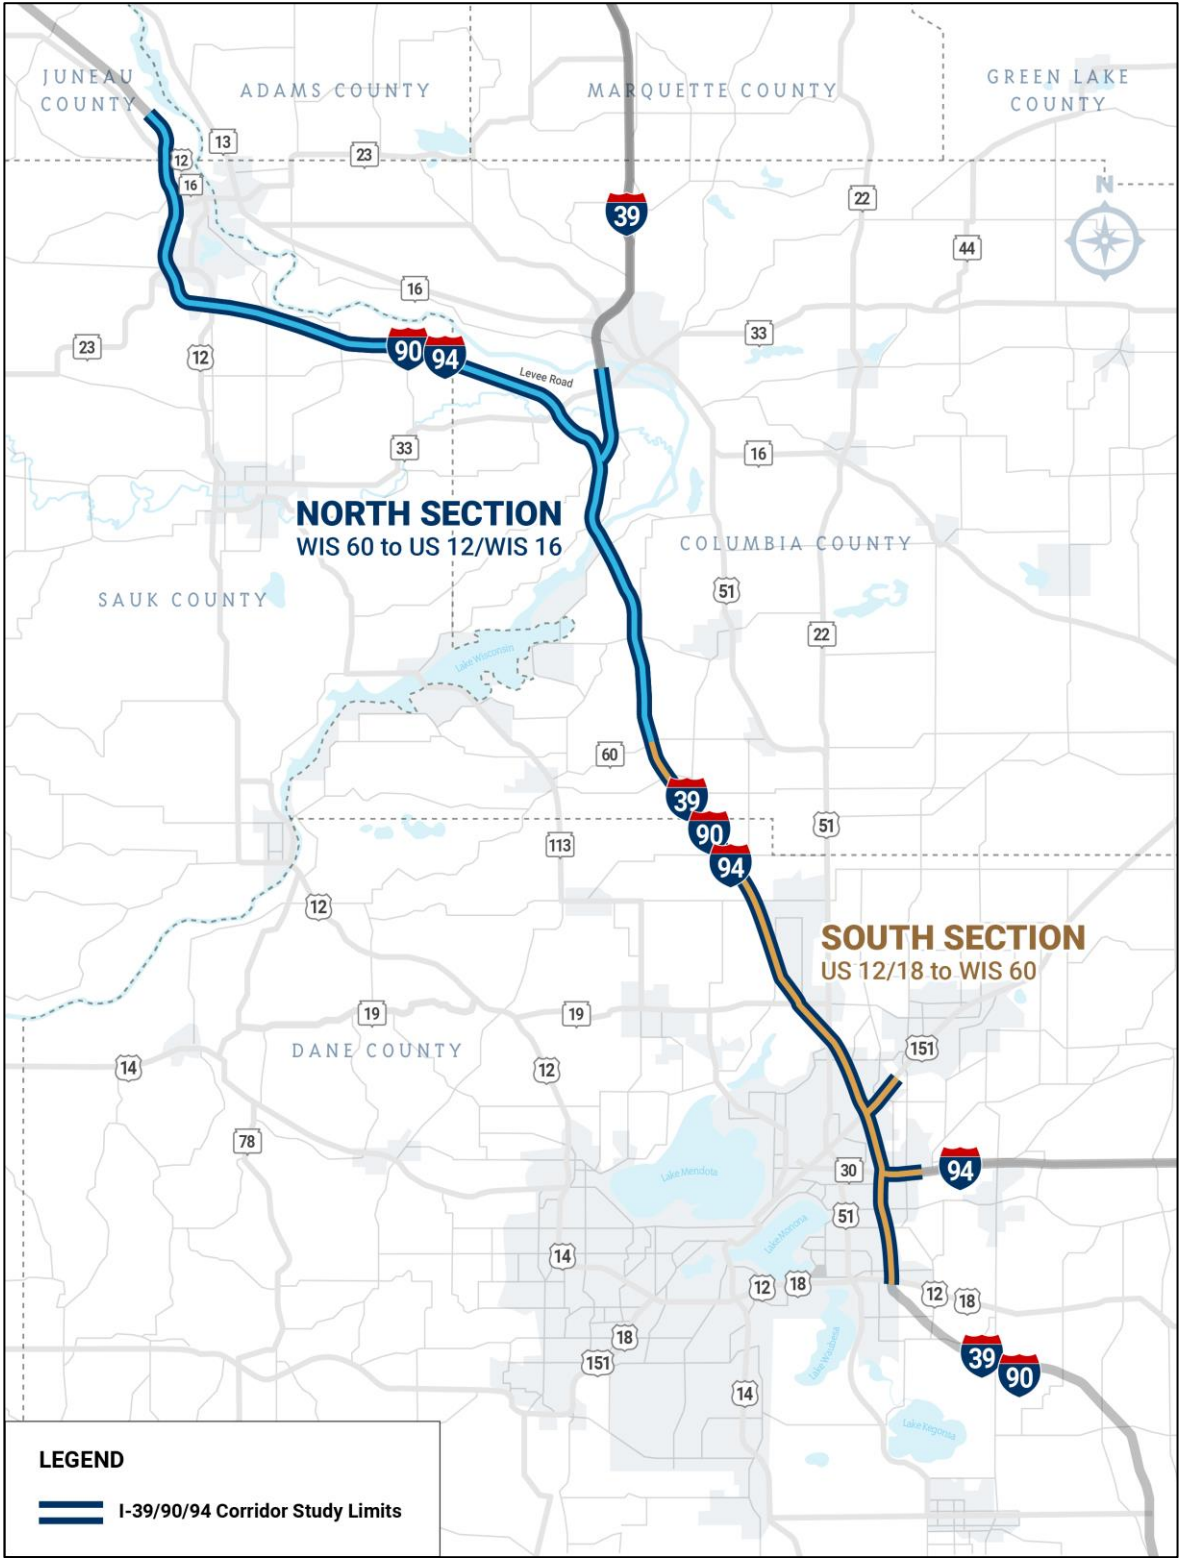 JUNEAU
COUNTY
ADAMS COUNTY
MARQUETTE COUNTY
GREEN LAKE
COUNTY
13
12
23
16
N
39
22
44
16
23
12
90
94
33
Levee Road
33
16
NORTH SECTION
WIS 60 to US 12/WIS 16
COLUMBIA COUNTY
51
SAUK COUNTY
22
Lake Wisconsin
60
39
90
94
51
113
12
SOUTH SECTION
US 12/18 to WIS 60
19
19
DANE COUNTY
151
14
12
78
Lake Mendota
30
94
51
Lake Monona
14
12
18
12
18
18
151
Lake Waubesa
39
90
14
Lake Kegonsa
LEGEND
I-39/90/94 Corridor Study Limits